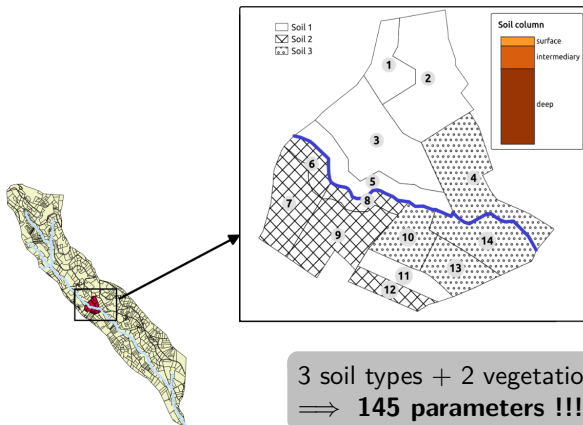 Soil 1
Soil 2
Soil 3
Soil column
surface
intermediary
deep
1
2
3
4
5
6
7
8
9
10
11
12
13
14
3 soil types + 2 vegetatio
⟹ 145 parameters !!!